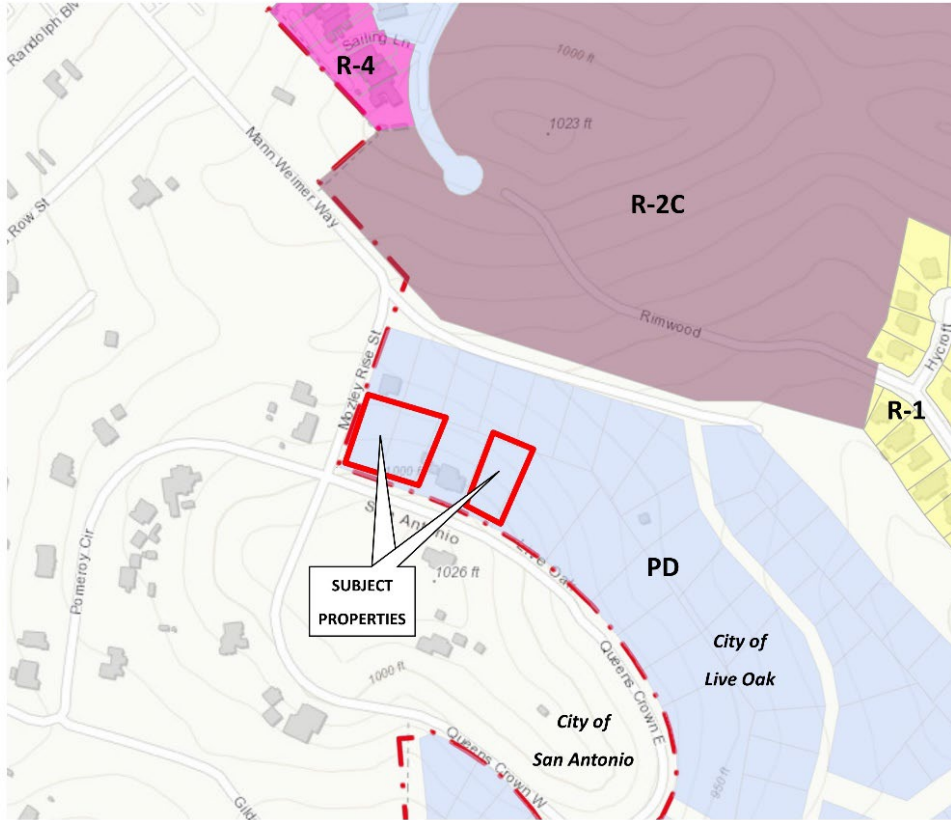 Randolph Blv
Sailing Ln
R-4
1000 ft
1023 ft
Mann Weimer Way
R-2C
Row St
Rimwood
Hycroft
Mozley Rise St
R-1
1000 ft
San Antonio
Live Oak
PD
Pomeroy Cir
1026 ft
SUBJECT
PROPERTIES
City of
Live Oak
1000 ft
Queens Crown E
City of
San Antonio
Queens Crown W
950 ft